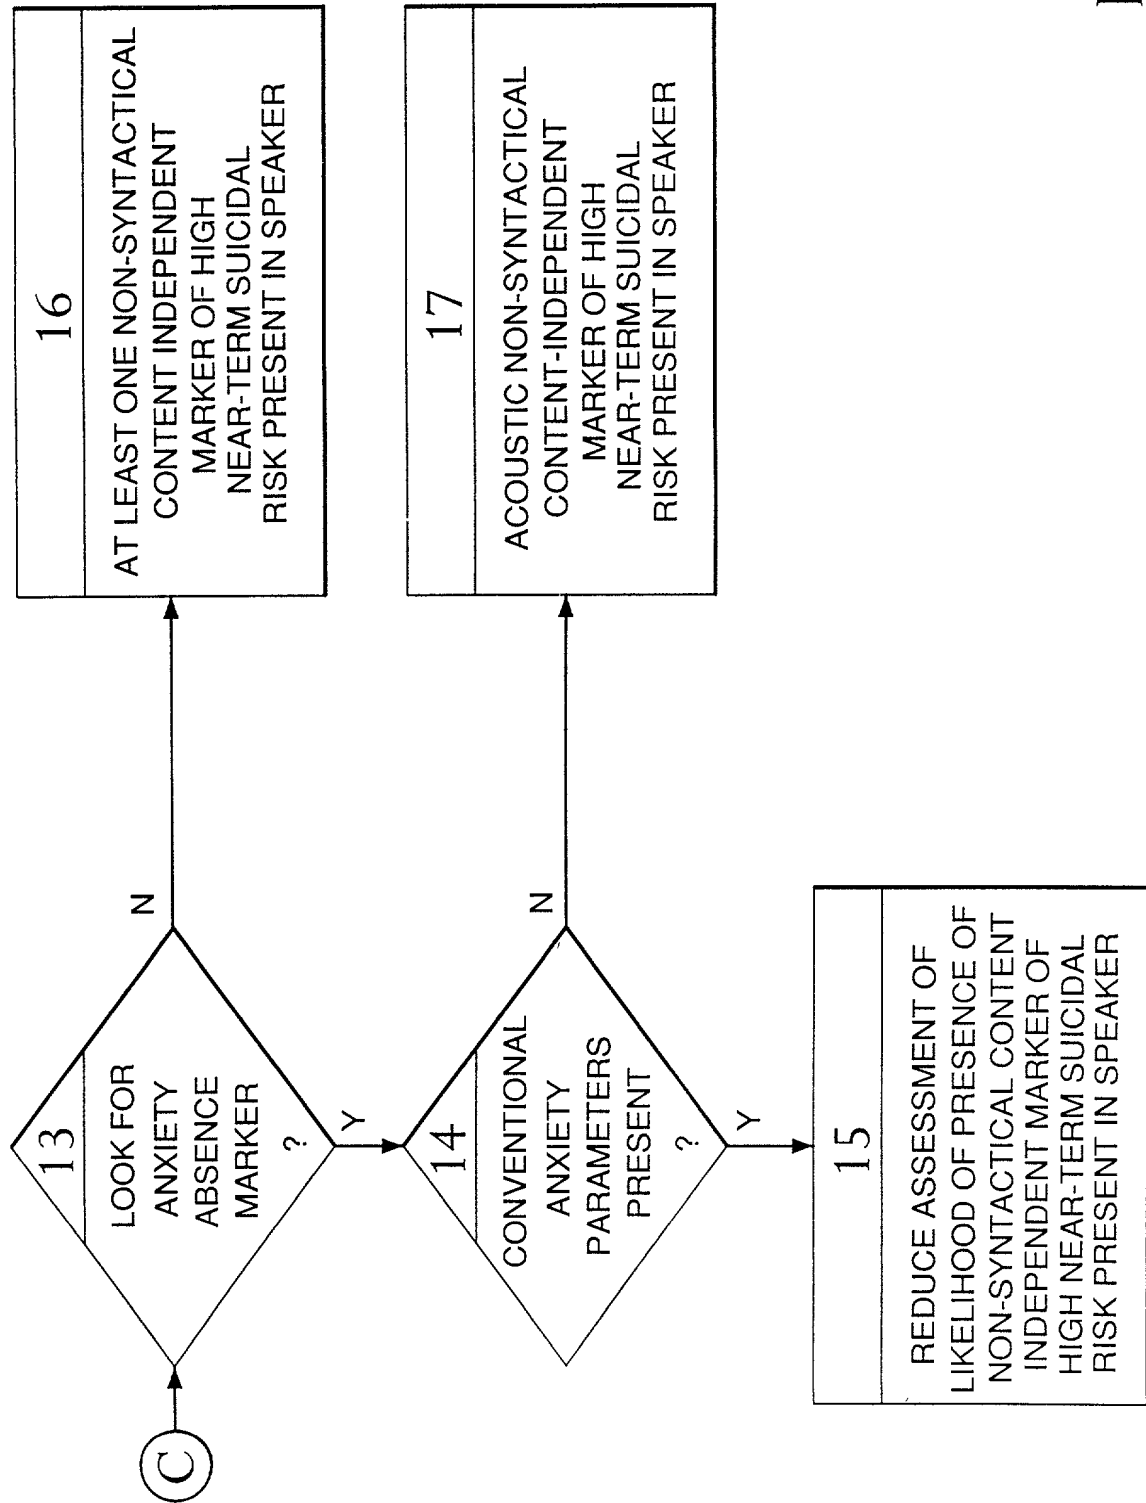 C
13
LOOK FOR
ANXIETY
ABSENCE
MARKER
?
N
Y
16
AT LEAST ONE NON-SYNTACTICAL
CONTENT INDEPENDENT
MARKER OF HIGH
NEAR-TERM SUICIDAL
RISK PRESENT IN SPEAKER
14
CONVENTIONAL
ANXIETY
PARAMETERS
PRESENT
?
N
Y
17
ACOUSTIC NON-SYNTACTICAL
CONTENT-INDEPENDENT
MARKER OF HIGH
NEAR-TERM SUICIDAL
RISK PRESENT IN SPEAKER
15
REDUCE ASSESSMENT OF
LIKELIHOOD OF PRESENCE OF
NON-SYNTACTICAL CONTENT
INDEPENDENT MARKER OF
HIGH NEAR-TERM SUICIDAL
RISK PRESENT IN SPEAKER